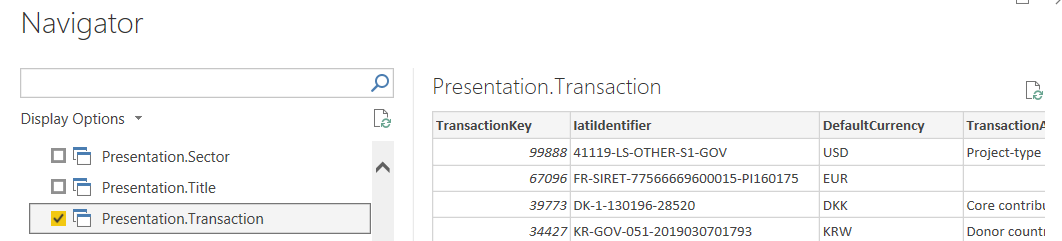 Navigator
Display Options
Presentation.Sector
Presentation.Title
Presentation.Transaction
Presentation.Transaction
TransactionKey IatiIdentifier DefaultCurrency TransactionA
99888 41119-LS-OTHER-S1-GOV USD Project-type
67096 FR-SIRET-77566669600015-PI160175 EUR
39773 DK-1-130196-28520 DKK Core contribu
34427 KR-GOV-051-2019030701793 KRW Donor countr